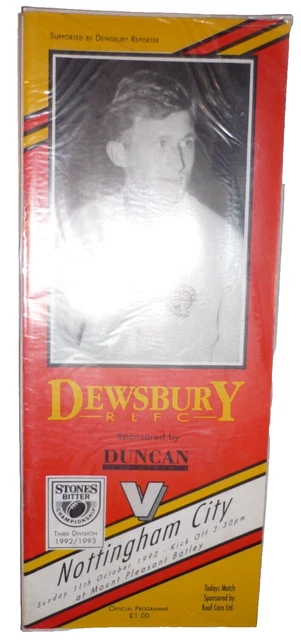 SUPPORTED BY DEWSBURY REPORTER
DEWSBURY
RLFC
Sponsored by
DUNCAN
STONES
BITTER
CHAMPIONSHIP
THIRD DIVISION
1992/1993
V
Nottingham City
Sunday 11th October 1992 - Kick Off 3-30pm
at Mount Pleasant Batley
OFFICIAL PROGRAMME
£1.00
Todays Match
Sponsored by
Roof Care Ltd.